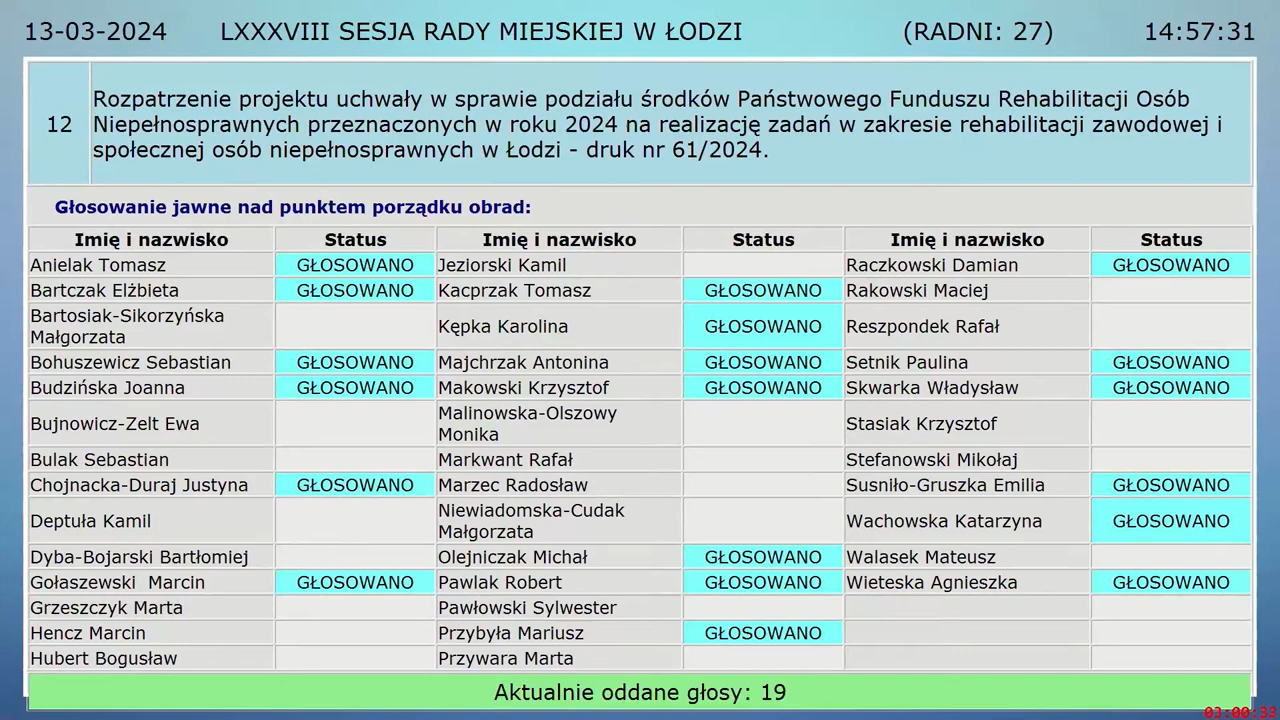 13-03-2024 LXXXVIII SESJA RADY MIEJSKIEJ W ŁODZI (RADNI: 27) 14:57:31
12 Rozpatrzenie projektu uchwały w sprawie podziału środków Państwowego Funduszu Rehabilitacji Osób
Niepełnosprawnych przeznaczonych w roku 2024 na realizację zadań w zakresie rehabilitacji zawodowej i
społecznej osób niepełnosprawnych w Łodzi - druk nr 61/2024.
Głosowanie jawne nad punktem porządku obrad:
Imię i nazwisko Status Imię i nazwisko Status Imię i nazwisko Status
Anielak Tomasz GŁOSOWANO Jeziorski Kamil Raczkowski Damian GŁOSOWANO
Bartczak Elżbieta GŁOSOWANO Kacprzak Tomasz GŁOSOWANO Rakowski Maciej
Bartosiak-Sikorzyńska
Małgorzata Kępka Karolina GŁOSOWANO Reszpondek Rafał
Bohuszewicz Sebastian GŁOSOWANO Majchrzak Antonina GŁOSOWANO Setnik Paulina GŁOSOWANO
Budzińska Joanna GŁOSOWANO Makowski Krzysztof GŁOSOWANO Skwarka Władysław GŁOSOWANO
Bujnowicz-Zelt Ewa Malinowska-Olszowy
Monika Stasiak Krzysztof
Bulak Sebastian Markwant Rafał Stefanowski Mikołaj
Chojnacka-Duraj Justyna GŁOSOWANO Marzec Radosław Susniło-Gruszka Emilia GŁOSOWANO
Deptuła Kamil Niewiadomska-Cudak
Małgorzata Wachowska Katarzyna GŁOSOWANO
Dyba-Bojarski Bartłomiej Olejniczak Michał GŁOSOWANO Walasek Mateusz
Gołaszewski Marcin GŁOSOWANO Pawlak Robert GŁOSOWANO Wieteska Agnieszka GŁOSOWANO
Grzeszczyk Marta Pawłowski Sylwester
Hencz Marcin Przybyła Mariusz GŁOSOWANO
Hubert Bogusław Przywara Marta
Aktualnie oddane głosy: 19
03:00:33